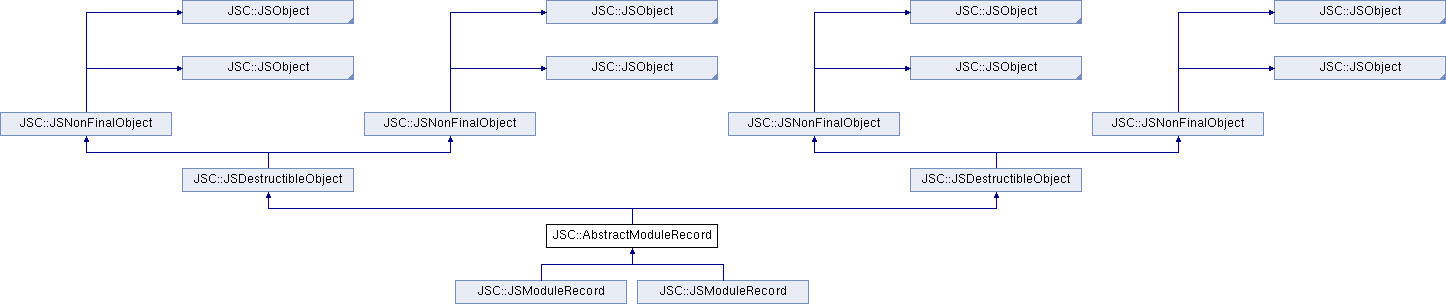 JSC::JSObject
JSC::JSObject
JSC::JSObject
JSC::JSObject
JSC::JSObject
JSC::JSObject
JSC::JSObject
JSC::JSObject
JSC::JSNonFinalObject
JSC::JSNonFinalObject
JSC::JSNonFinalObject
JSC::JSNonFinalObject
JSC::JSDestructibleObject
JSC::JSDestructibleObject
JSC::AbstractModuleRecord
JSC::JSModuleRecord
JSC::JSModuleRecord